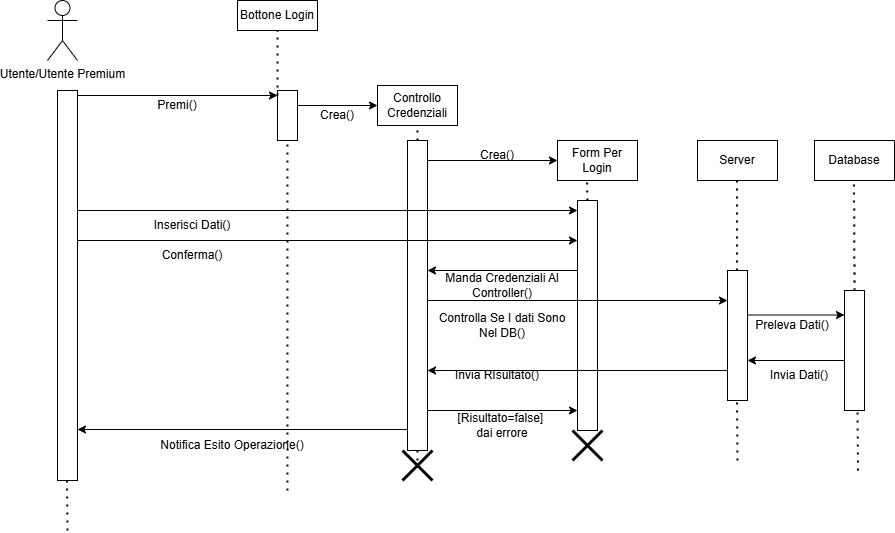 Bottone Login
Utente/Utente Premium
Premi()
Crea()
Controllo
Credenziali
Crea()
Form Per
Login
Server
Database
Inserisci Dati()
Conferma()
Manda Credenziali Al
Controller()
Controlla Se I dati Sono
Nel DB()
Preleva Dati()
Invia Dati()
Invia RIsultato()
[Risultato=false]
dai errore
Notifica Esito Operazione()